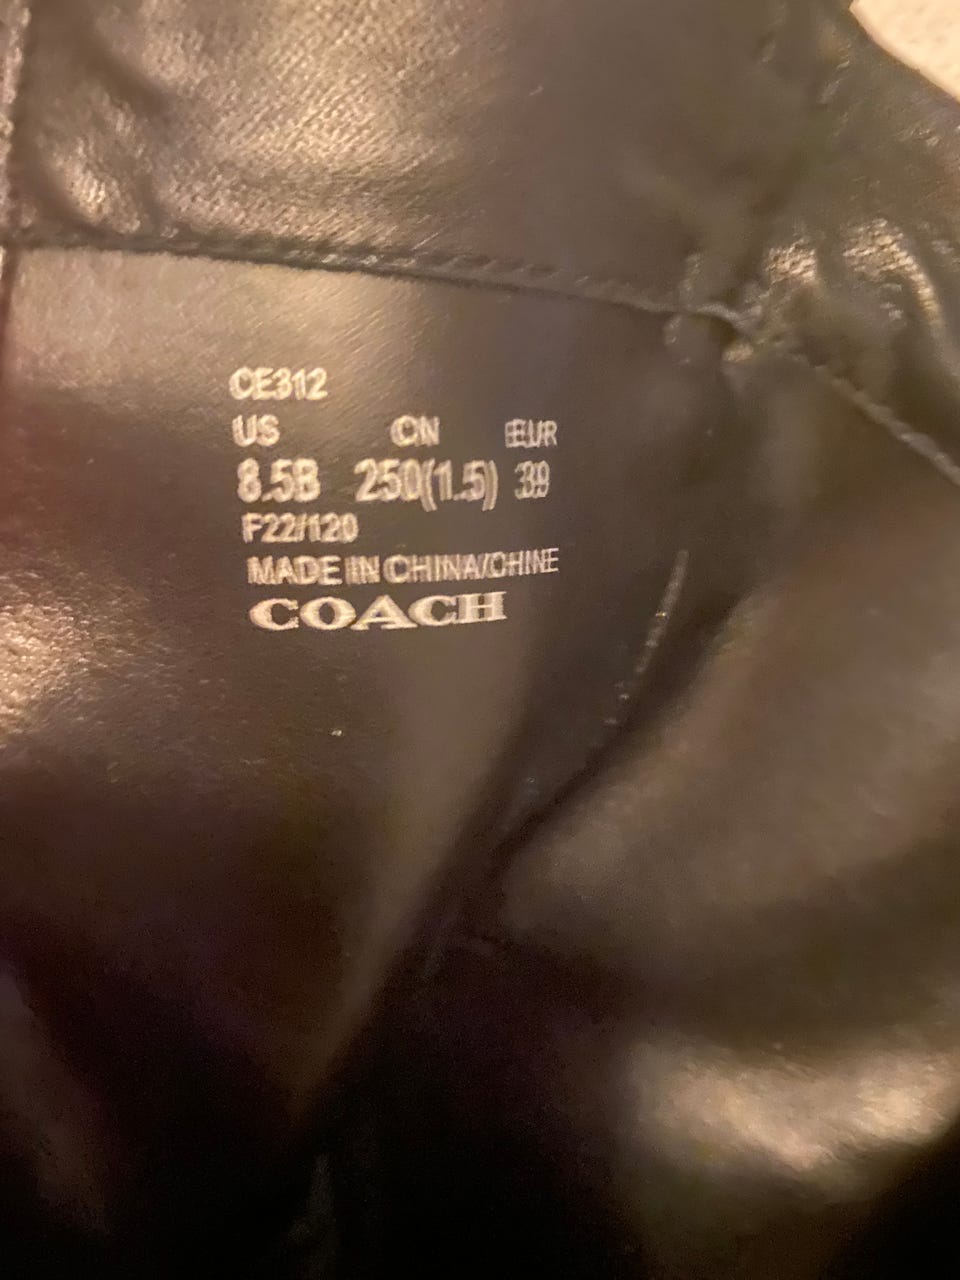 CE312
US CN EUR
8.5B 250(1.5) 39
F22/120
MADE IN CHINA/CHINE
COACH